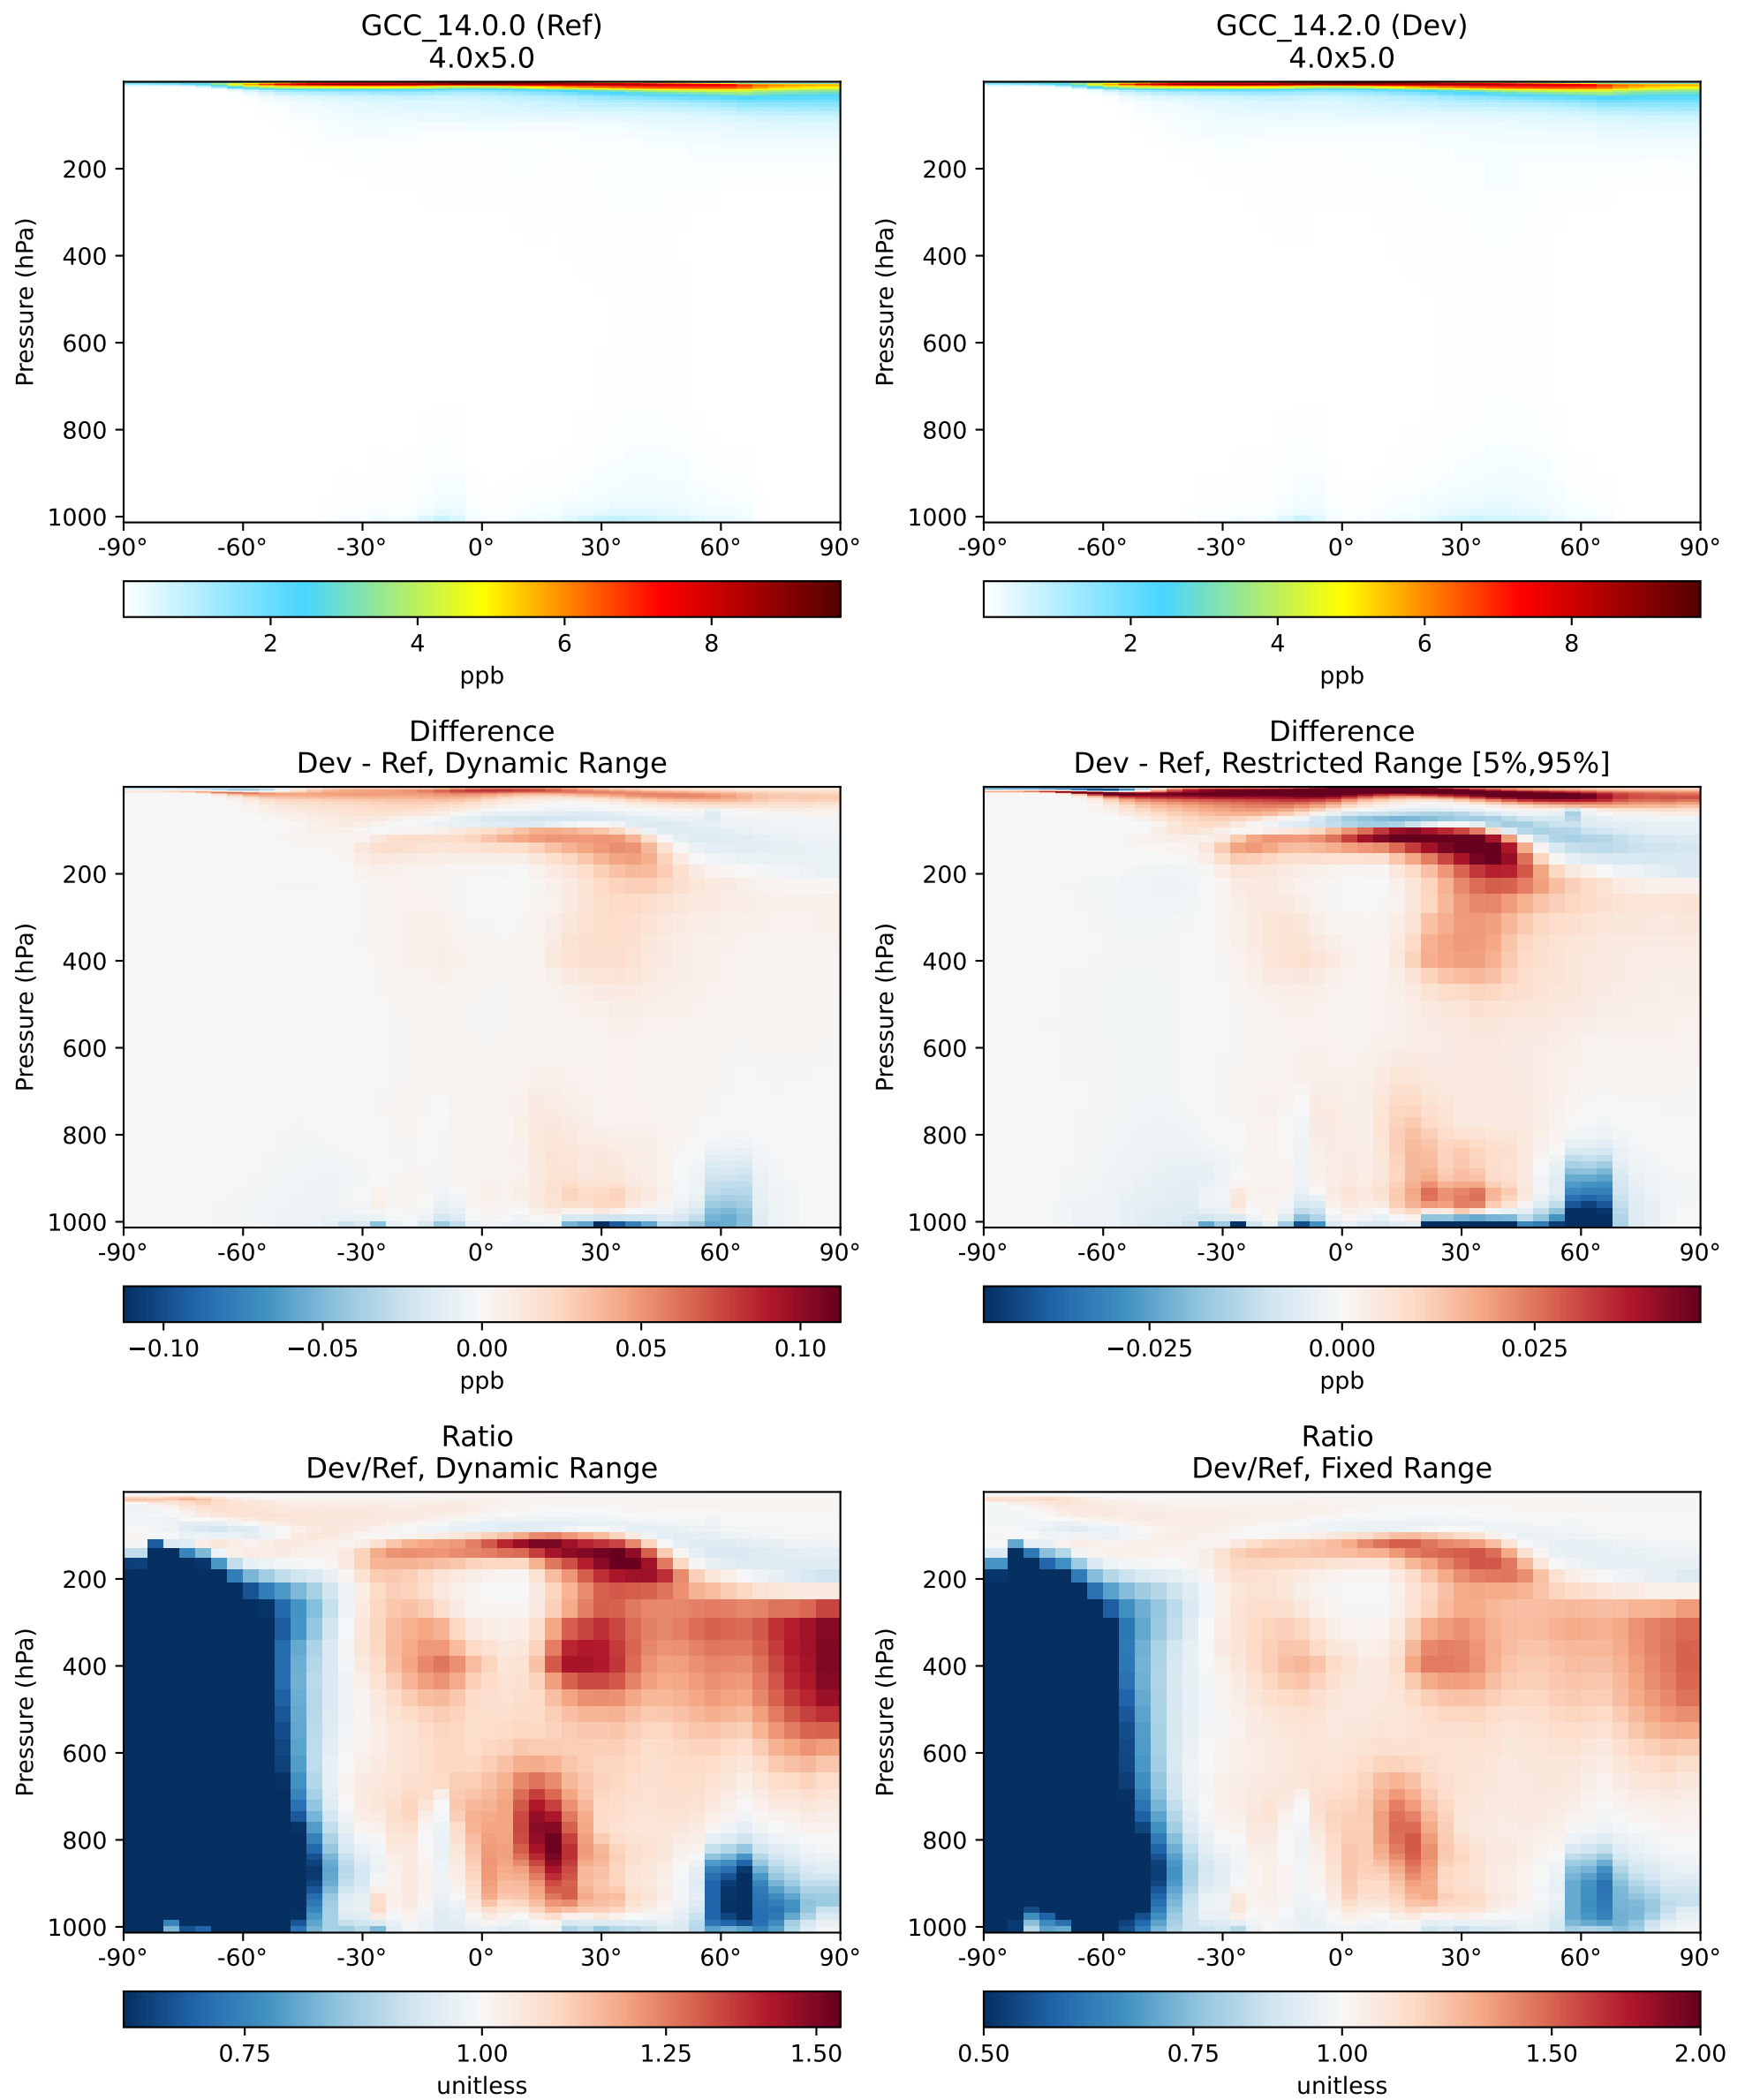 GCC_14.0.0 (Ref)
4.0x5.0
GCC_14.2.0 (Dev)
4.0x5.0
Pressure (hPa)
200
400
600
800
1000
-90° -60° -30° 0° 30° 60° 90°
2 4 6 8
ppb
Pressure (hPa)
200
400
600
800
1000
-90° -60° -30° 0° 30° 60° 90°
2 4 6 8
ppb
Difference
Dev - Ref, Dynamic Range
Difference
Dev - Ref, Restricted Range [5%,95%]
Pressure (hPa)
200
400
600
800
1000
-90° -60° -30° 0° 30° 60° 90°
−0.10 −0.05 0.00 0.05 0.10
ppb
Pressure (hPa)
200
400
600
800
1000
-90° -60° -30° 0° 30° 60° 90°
−0.025 0.000 0.025
ppb
Ratio
Dev/Ref, Dynamic Range
Ratio
Dev/Ref, Fixed Range
Pressure (hPa)
200
400
600
800
1000
-90° -60° -30° 0° 30° 60° 90°
0.75 1.00 1.25 1.50
unitless
Pressure (hPa)
200
400
600
800
1000
-90° -60° -30° 0° 30° 60° 90°
0.50 0.75 1.00 1.50 2.00
unitless